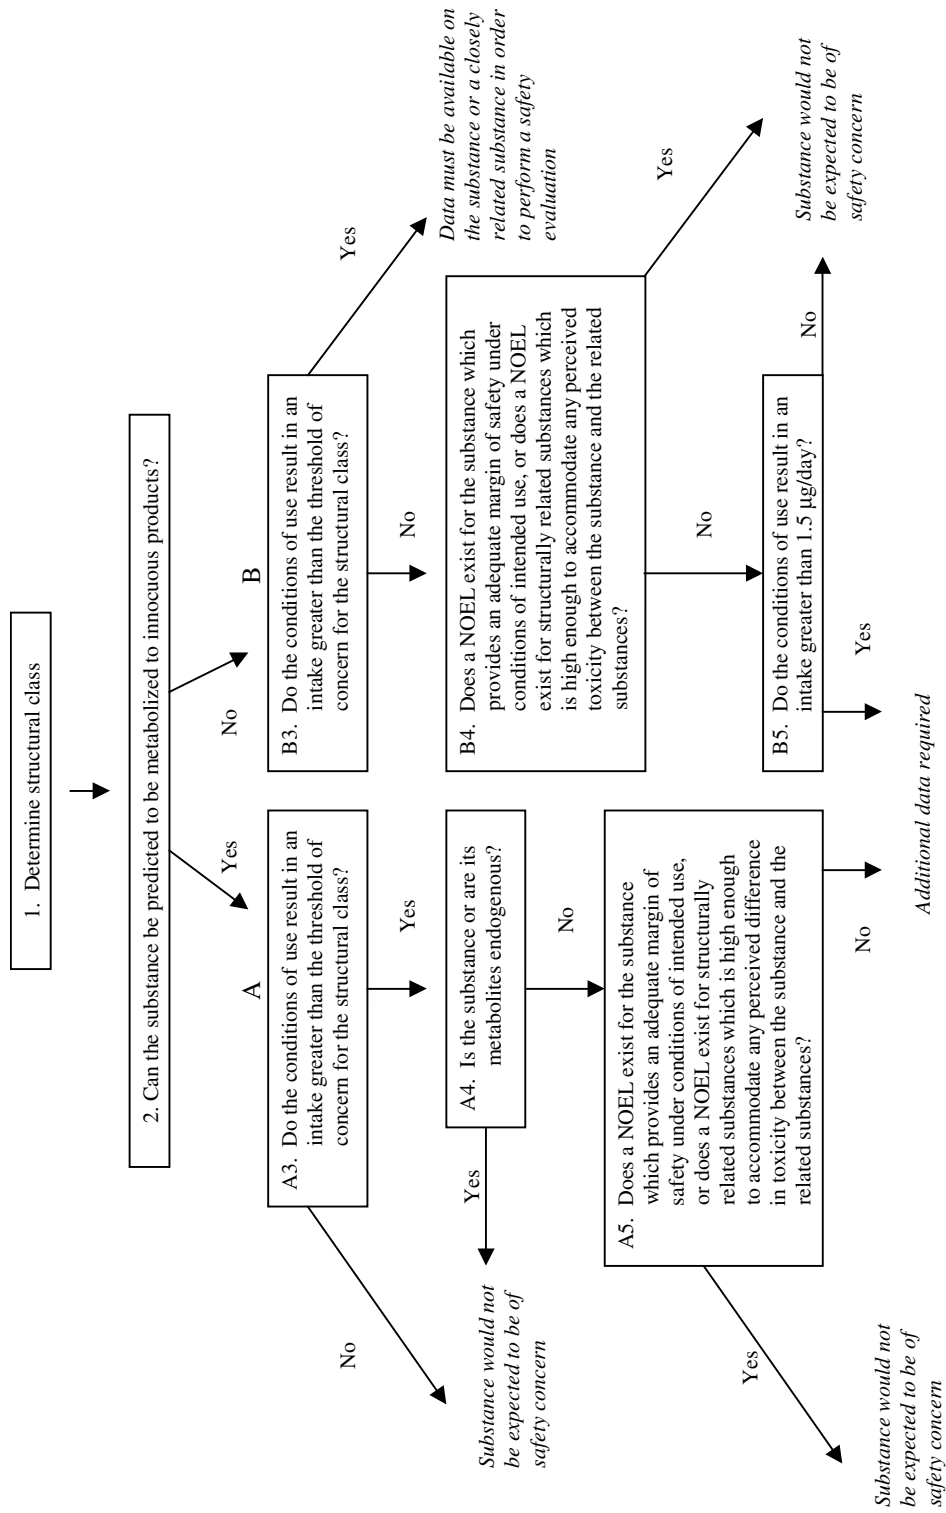 1. Determine structural class
2. Can the substance be predicted to be metabolized to innocuous products?
Yes
No
A
B
A3. Do the conditions of use result in an
intake greater than the threshold of
concern for the structural class?
B3. Do the conditions of use result in an
intake greater than the threshold of
concern for the structural class?
No
Yes
No
Yes
Substance would not
be expected to be of
safety concern
Yes
A4. Is the substance or are its
metabolites endogenous?
Data must be available on
the substance or a closely
related substance in order
to perform a safety
evaluation
B4. Does a NOEL exist for the substance which
provides an adequate margin of safety under
conditions of intended use, or does a NOEL
exist for structurally related substances which
is high enough to accommodate any perceived
toxicity between the substance and the related
substances?
No
Yes
A5. Does a NOEL exist for the substance
which provides an adequate margin of
safety under conditions of intended use,
or does a NOEL exist for structurally
related substances which is high enough
to accommodate any perceived difference
in toxicity between the substance and the
related substances?
No
B5. Do the conditions of use result in an
intake greater than 1.5 µg/day?
No
Substance would not
be expected to be of
safety concern
Yes
No
Yes
Substance would not
be expected to be of
safety concern
Additional data required